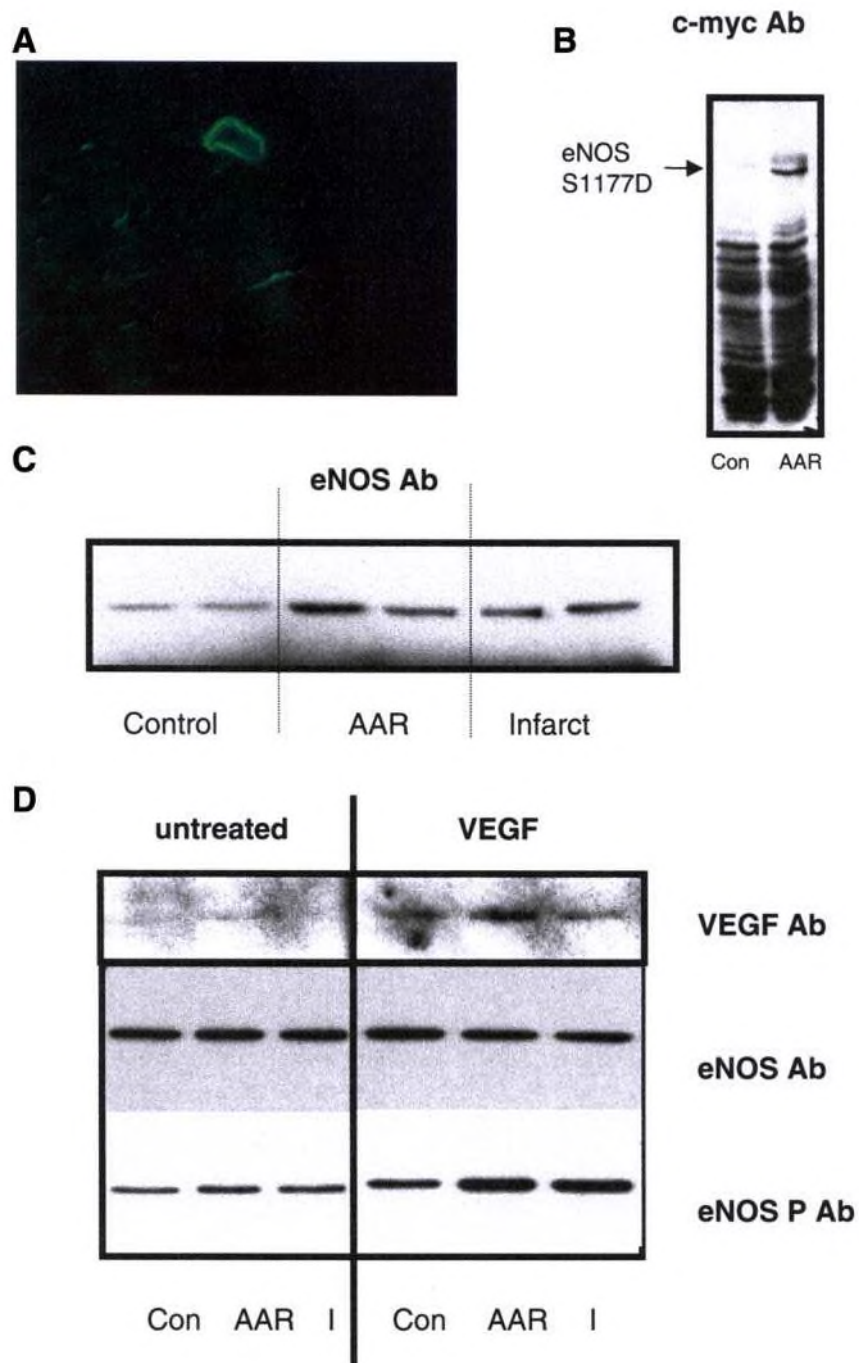 A
B
c-myc Ab
eNOS
S1177D
Con AAR
C
eNOS Ab
Control AAR Infarct
D
untreated VEGF
VEGF Ab
eNOS Ab
eNOS P Ab
Con AAR I Con AAR I